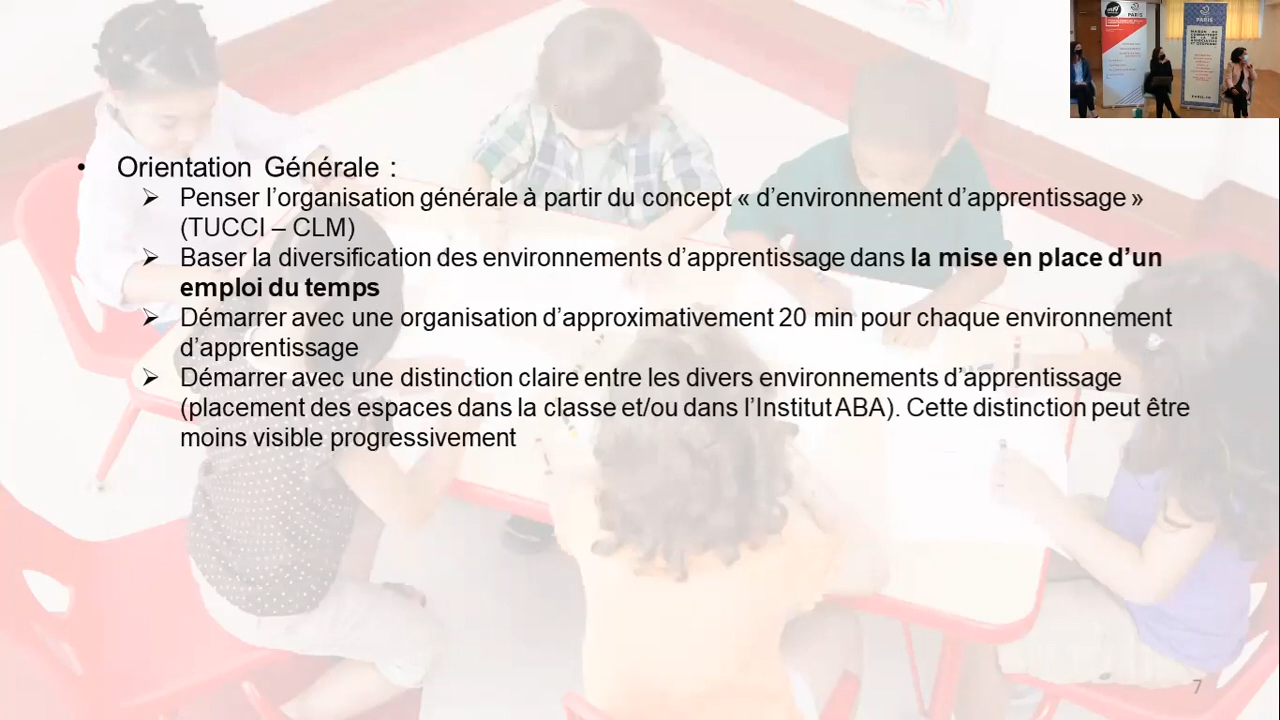 PARIS
PARIS
• Orientation Générale :
➢ Penser l’organisation générale à partir du concept « d’environnement d’apprentissage »
(TUCCI – CLM)
➢ Baser la diversification des environnements d’apprentissage dans la mise en place d’un
emploi du temps
➢ Démarrer avec une organisation d’approximativement 20 min pour chaque environnement
d’apprentissage
➢ Démarrer avec une distinction claire entre les divers environnements d’apprentissage
(placement des espaces dans la classe et/ou dans l’Institut ABA). Cette distinction peut être
moins visible progressivement
7